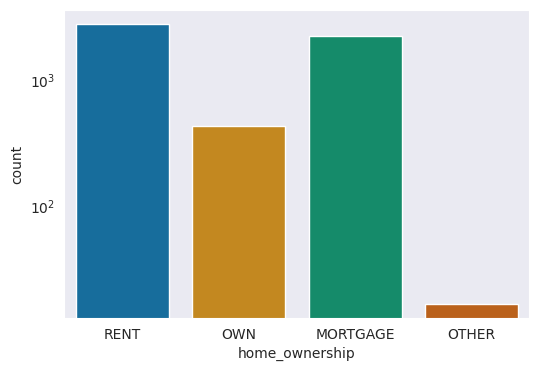 10³
10²
count
RENT OWN MORTGAGE OTHER
home_ownership